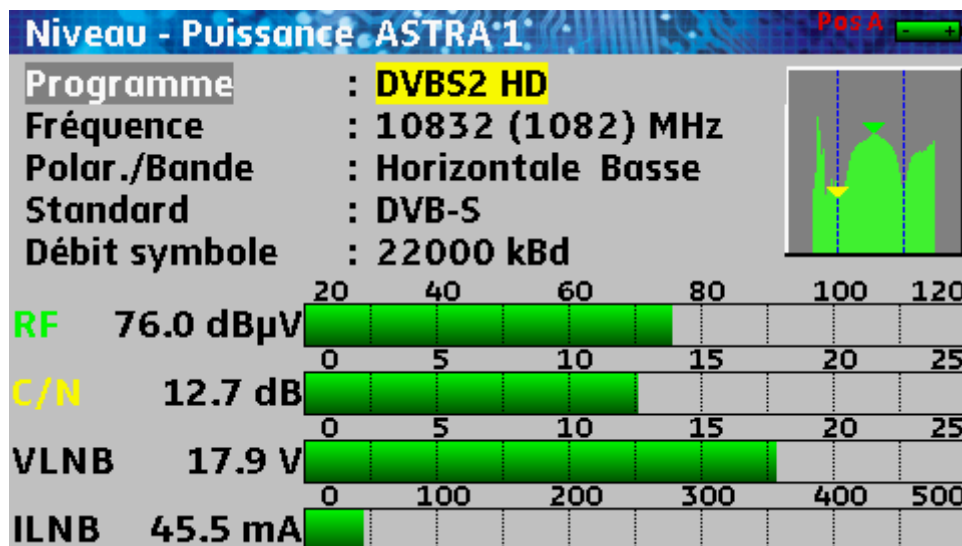 Niveau - Puissance ASTRA 1 Pos A - +
Programme : DVBS2 HD
Fréquence : 10832 (1082) MHz
Polar./Bande : Horizontale Basse
Standard : DVB-S
Débit symbole : 22000 kBd
20 40 60 80 100 120
RF 76.0 dBµV
0 5 10 15 20 25
C/N 12.7 dB
0 5 10 15 20 25
VLNB 17.9 V
0 100 200 300 400 500
ILNB 45.5 mA